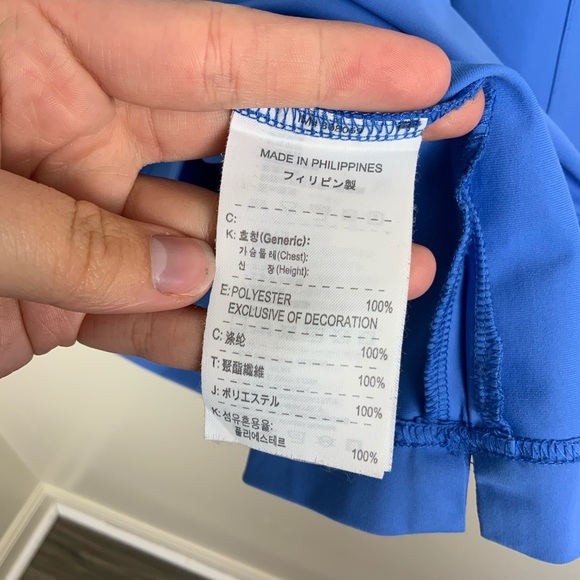 MADE IN PHILIPPINES
フィリピン製
C:
K: 호칭(Generic):
가슴둘레(Chest):
신 장(Height):
E: POLYESTER 100%
EXCLUSIVE OF DECORATION
C: 涤纶 100%
T: 聚酯纖維 100%
J: ポリエステル 100%
K: 섬유혼용율:
폴리에스테르 100%